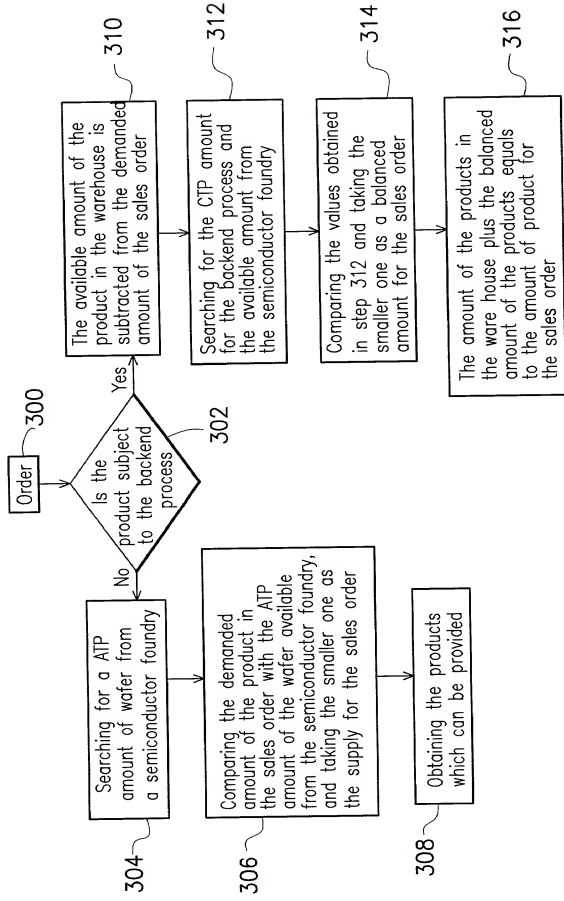 Order
300
Is the
product subject
to the backend
process
302
No
Yes
Searching for a ATP
amount of wafer from
a semiconductor foundry
304
Comparing the demanded
amount of the product in
the sales order with the ATP
amount of the wafer available
from the semiconductor foundry,
and taking the smaller one as
the supply for the sales order
306
Obtaining the products
which can be provided
308
The available amount of the
product in the warehouse is
subtracted from the demanded
amount of the sales order
310
Searching for the CTP amount
for the backend process and
the available amount from
the semiconductor foundry
312
Comparing the values obtained
in step 312 and taking the
smaller one as a balanced
amount for the sales order
314
The amount of the products in
the ware house plus the balanced
amount of the products equals
to the amount of product for
the sales order
316